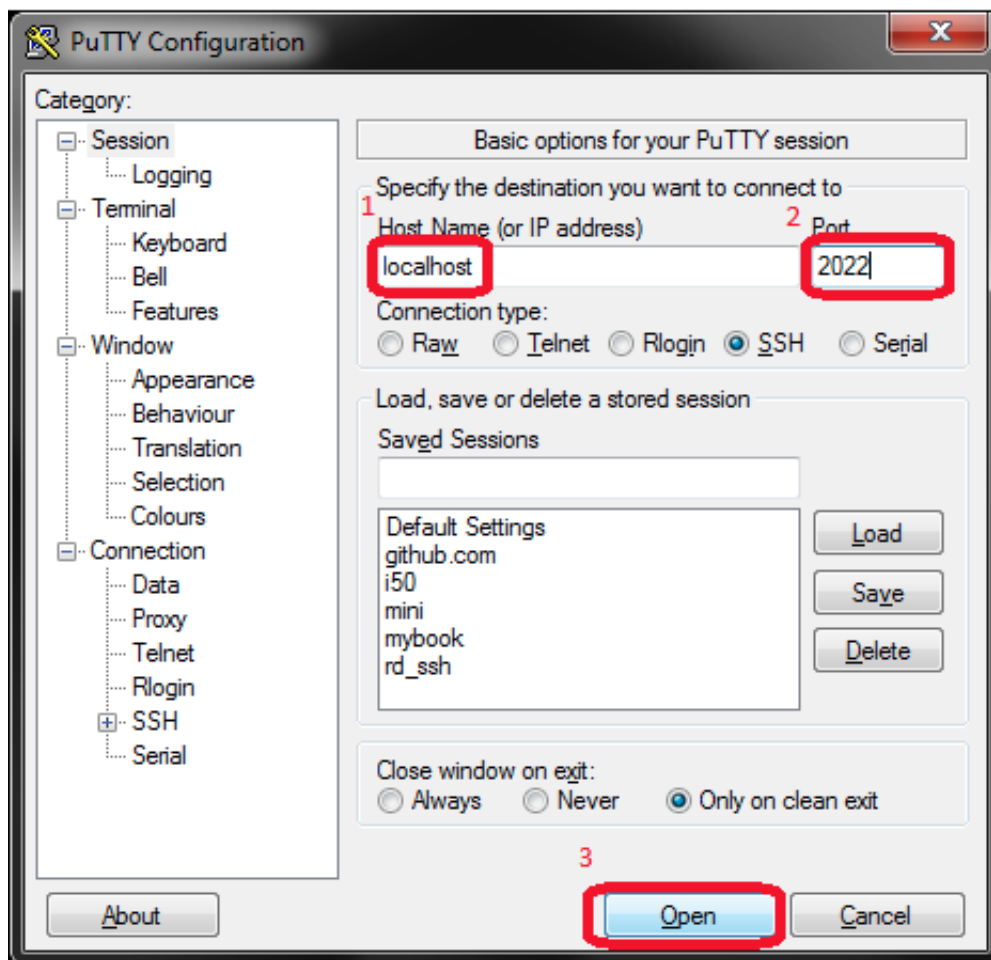 PuTTY Configuration
X
Category:
Session
Logging
Terminal
Keyboard
Bell
Features
Window
Appearance
Behaviour
Translation
Selection
Colours
Connection
Data
Proxy
Telnet
Rlogin
SSH
Serial
Basic options for your PuTTY session
Specify the destination you want to connect to
1 Host Name (or IP address) 2 Port
localhost 2022
Connection type:
Raw Telnet Rlogin SSH Serial
Load, save or delete a stored session
Saved Sessions
Default Settings
github.com
i50
mini
mybook
rd_ssh
Load
Save
Delete
Close window on exit:
Always Never Only on clean exit
3
About Open Cancel